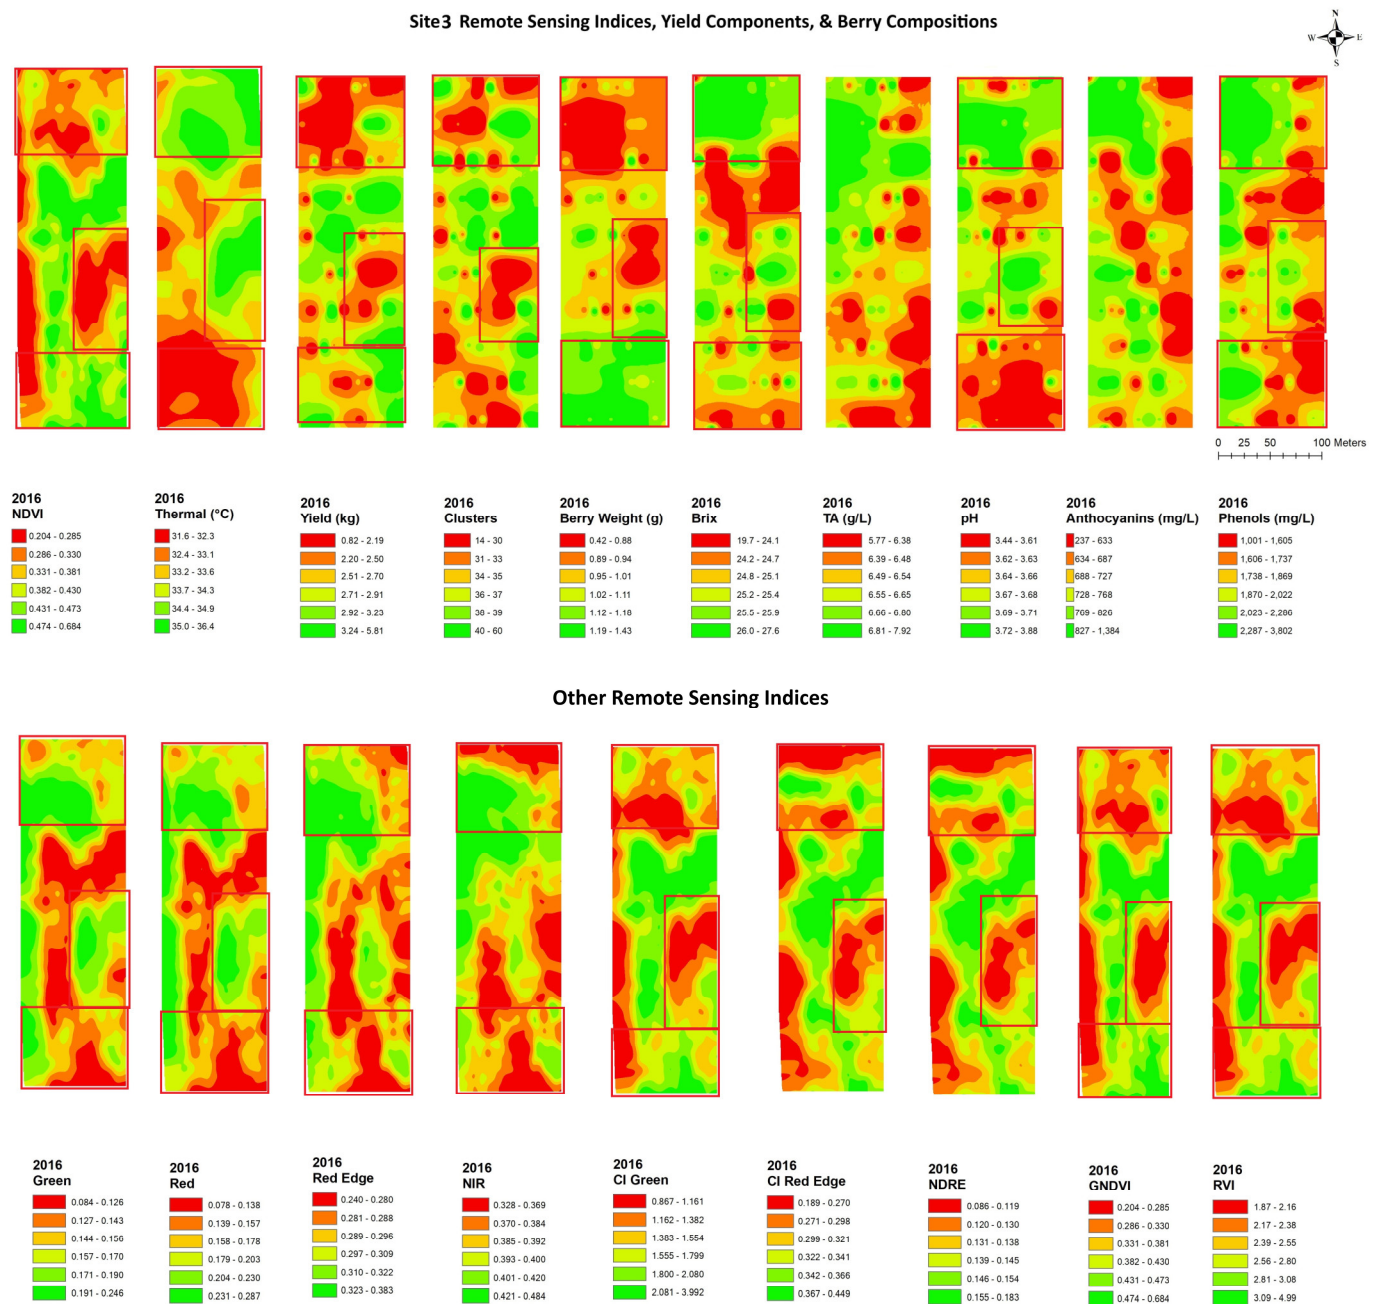 Site3 Remote Sensing Indices, Yield Components, & Berry Compositions
N
W E
S
0 25 50 100 Meters
2016
NDVI
0.204 - 0.285
0.286 - 0.330
0.331 - 0.381
0.382 - 0.430
0.431 - 0.473
0.474 - 0.684
2016
Thermal (°C)
31.6 - 32.3
32.4 - 33.1
33.2 - 33.6
33.7 - 34.3
34.4 - 34.9
35.0 - 36.4
2016
Yield (kg)
0.82 - 2.19
2.20 - 2.50
2.51 - 2.70
2.71 - 2.91
2.92 - 3.23
3.24 - 5.81
2016
Clusters
14 - 30
31 - 33
34 - 35
36 - 37
38 - 39
40 - 60
2016
Berry Weight (g)
0.42 - 0.88
0.89 - 0.94
0.95 - 1.01
1.02 - 1.11
1.12 - 1.18
1.19 - 1.43
2016
Brix
19.7 - 24.1
24.2 - 24.7
24.8 - 25.1
25.2 - 25.4
25.5 - 25.9
26.0 - 27.6
2016
TA (g/L)
5.77 - 6.38
6.39 - 6.48
6.49 - 6.54
6.55 - 6.65
6.66 - 6.80
6.81 - 7.92
2016
pH
3.44 - 3.61
3.62 - 3.63
3.64 - 3.66
3.67 - 3.68
3.69 - 3.71
3.72 - 3.88
2016
Anthocyanins (mg/L)
237 - 633
634 - 687
688 - 727
728 - 768
769 - 826
827 - 1,384
2016
Phenols (mg/L)
1,001 - 1,605
1,606 - 1,737
1,738 - 1,869
1,870 - 2,022
2,023 - 2,286
2,287 - 3,802
Other Remote Sensing Indices
2016
Green
0.084 - 0.126
0.127 - 0.143
0.144 - 0.156
0.157 - 0.170
0.171 - 0.190
0.191 - 0.246
2016
Red
0.078 - 0.138
0.139 - 0.157
0.158 - 0.178
0.179 - 0.203
0.204 - 0.230
0.231 - 0.287
2016
Red Edge
0.240 - 0.280
0.281 - 0.288
0.289 - 0.296
0.297 - 0.309
0.310 - 0.322
0.323 - 0.383
2016
NIR
0.328 - 0.369
0.370 - 0.384
0.385 - 0.392
0.393 - 0.400
0.401 - 0.420
0.421 - 0.484
2016
CI Green
0.867 - 1.161
1.162 - 1.382
1.383 - 1.554
1.555 - 1.799
1.800 - 2.080
2.081 - 3.992
2016
CI Red Edge
0.189 - 0.270
0.271 - 0.298
0.299 - 0.321
0.322 - 0.341
0.342 - 0.366
0.367 - 0.449
2016
NDRE
0.086 - 0.119
0.120 - 0.130
0.131 - 0.138
0.139 - 0.145
0.146 - 0.154
0.155 - 0.183
2016
GNDVI
0.204 - 0.285
0.286 - 0.330
0.331 - 0.381
0.382 - 0.430
0.431 - 0.473
0.474 - 0.684
2016
RVI
1.87 - 2.16
2.17 - 2.38
2.39 - 2.55
2.56 - 2.80
2.81 - 3.08
3.09 - 4.99